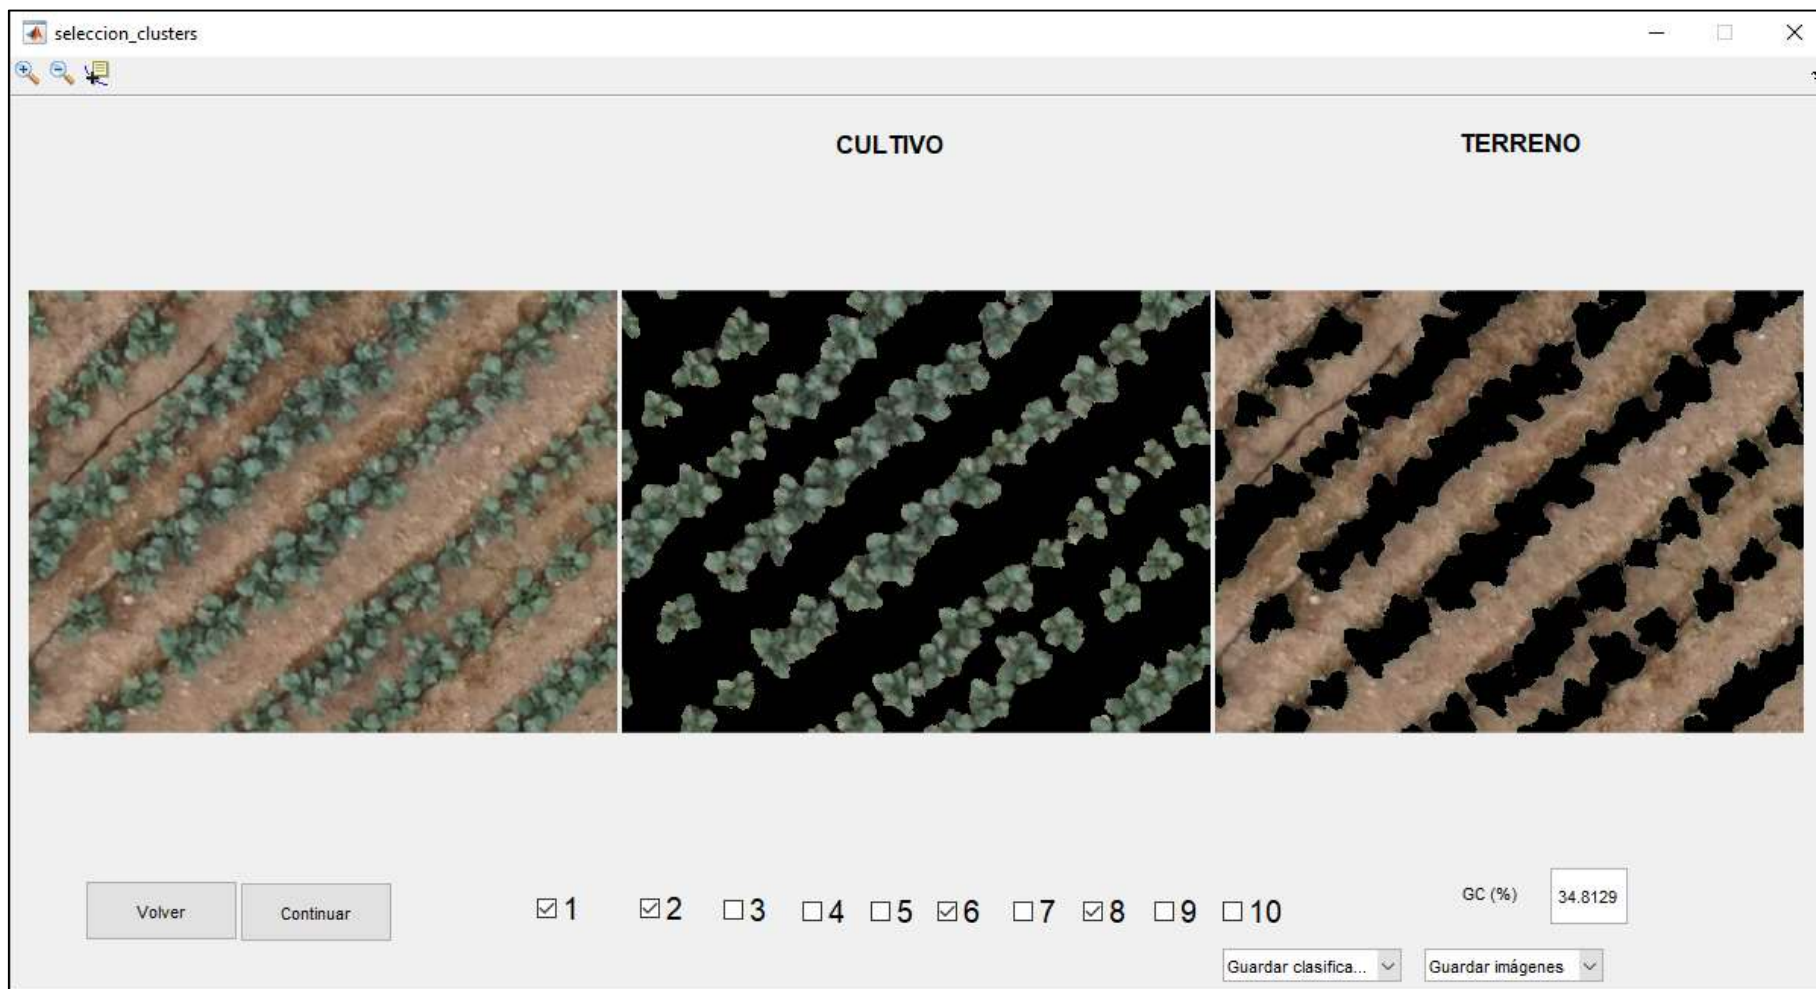 seleccion_clusters
CULTIVO
TERRENO
Volver
Continuar
1
2
3
4
5
6
7
8
9
10
GC (%)
34.8129
Guardar clasifica...
Guardar imágenes